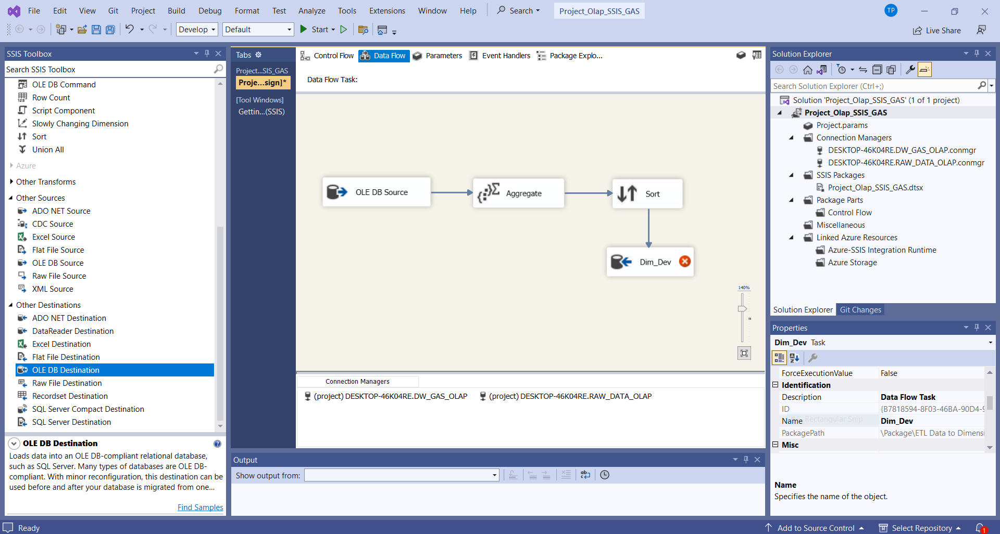 File Edit View Git Project Build Debug Format Test Analyze Tools Extensions Window Help Search Project_Olap_SSIS_GAS TP
Develop Default Start Live Share
SSIS Toolbox
Search SSIS Toolbox
OLE DB Command
Row Count
Script Component
Slowly Changing Dimension
Sort
Union All
Azure
Other Transforms
Other Sources
ADO NET Source
CDC Source
Excel Source
Flat File Source
OLE DB Source
Raw File Source
XML Source
Other Destinations
ADO NET Destination
DataReader Destination
Excel Destination
Flat File Destination
OLE DB Destination
Raw File Destination
Recordset Destination
SQL Server Compact Destination
SQL Server Destination
OLE DB Destination
Loads data into an OLE DB-compliant relational database,
such as SQL Server. Many types of databases are OLE DB-
compliant. With minor reconfiguration, this destination can be
used before and after your database is migrated from one...
Find Samples
Tabs
Project...SIS_GAS
Proje...sign]*
[Tool Windows]
Gettin...(SSIS)
Control Flow Data Flow Parameters Event Handlers Package Explo...
Data Flow Task:
OLE DB Source
Aggregate
Sort
Dim_Dev
140%
Connection Managers
(project) DESKTOP-46K04RE.DW_GAS_OLAP (project) DESKTOP-46K04RE.RAW_DATA_OLAP
Output
Show output from:
Solution Explorer
Search Solution Explorer (Ctrl+;)
Solution 'Project_Olap_SSIS_GAS' (1 of 1 project)
Project_Olap_SSIS_GAS
Project.params
Connection Managers
DESKTOP-46K04RE.DW_GAS_OLAP.conmgr
DESKTOP-46K04RE.RAW_DATA_OLAP.conmgr
SSIS Packages
Project_Olap_SSIS_GAS.dtsx
Package Parts
Control Flow
Miscellaneous
Linked Azure Resources
Azure-SSIS Integration Runtime
Azure Storage
Solution Explorer Git Changes
Properties
Dim_Dev Task
ForceExecutionValue False
Identification
Description Data Flow Task
ID {B7818594-8F03-46BA-90D4-9
Rectangular Snip
Name Dim_Dev
PackagePath \Package\ETL Data to Dimensi
Misc
Name
Specifies the name of the object.
Ready Add to Source Control Select Repository 1